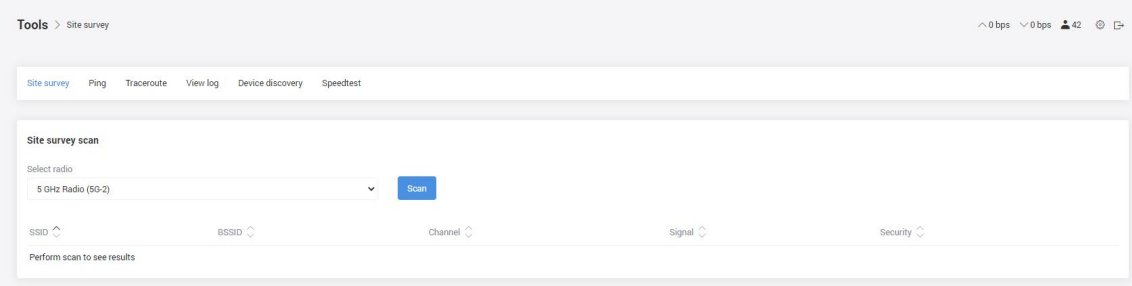 Tools > Site survey
0 bps 0 bps 42
Site survey Ping Traceroute View log Device discovery Speedtest
Site survey scan
Select radio
5 GHz Radio (5G-2) Scan
SSID BSSID Channel Signal Security
Perform scan to see results